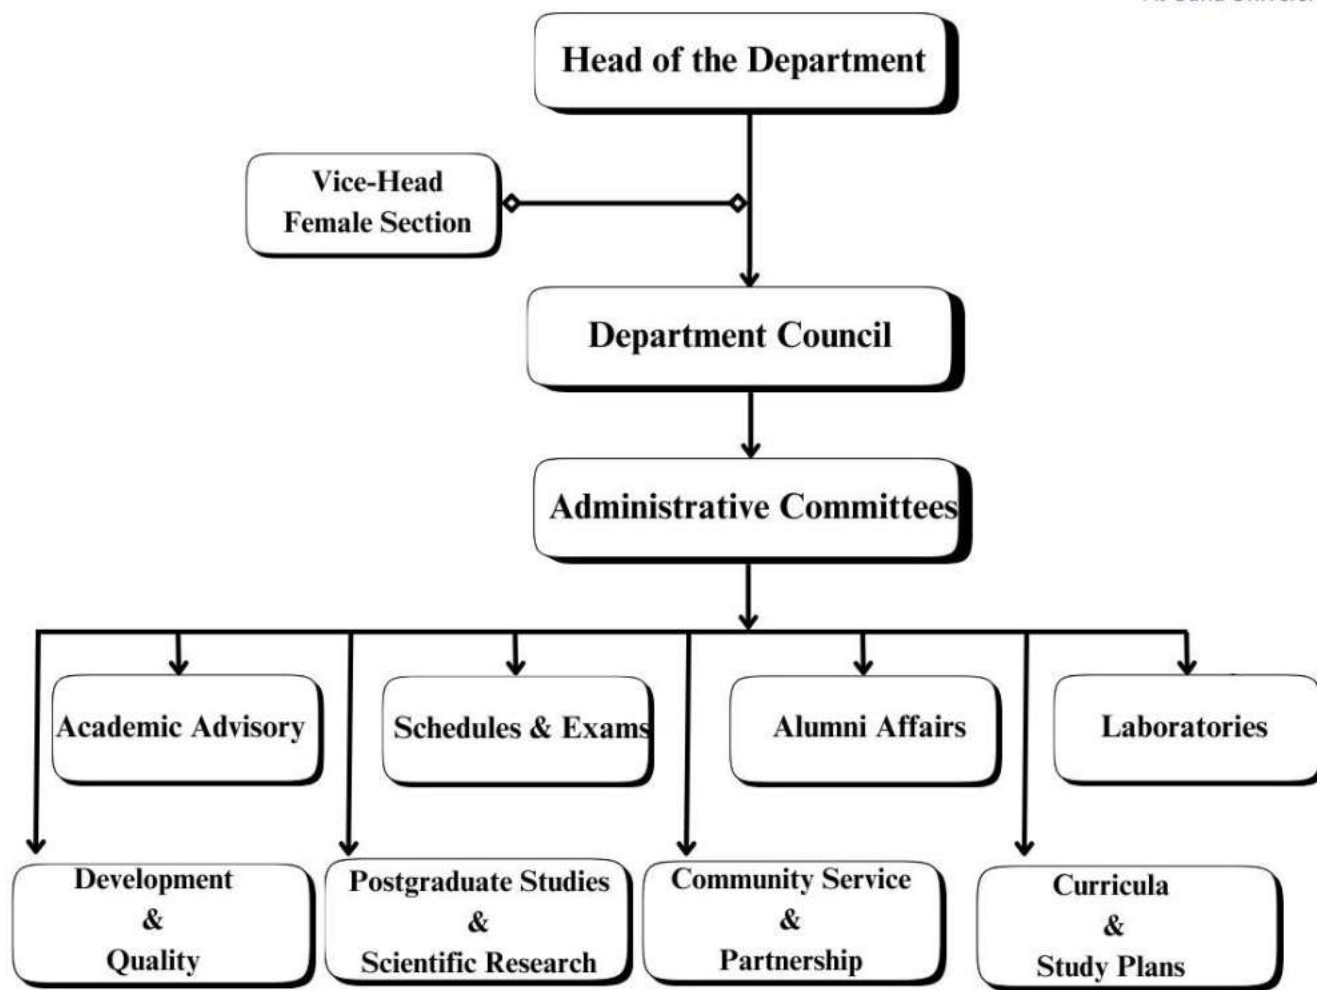 Head of the Department
Vice-Head
Female Section
Department Council
Administrative Committees
Academic Advisory
Schedules & Exams
Alumni Affairs
Laboratories
Development
&
Quality
Postgraduate Studies
&
Scientific Research
Community Service
&
Partnership
Curricula
&
Study Plans